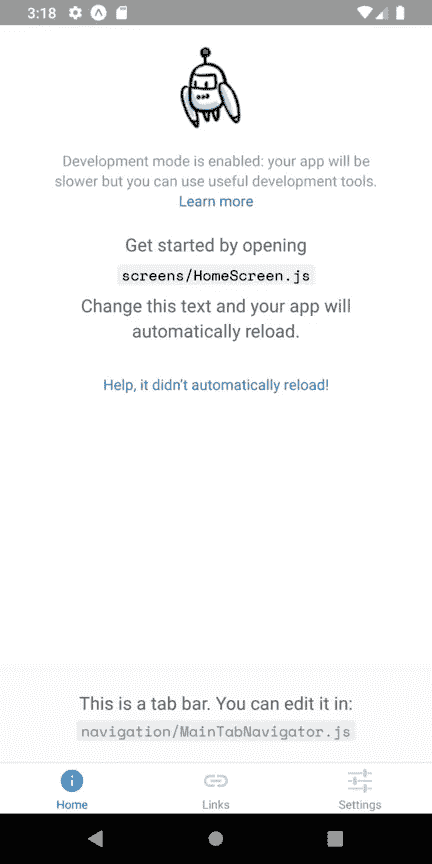 3:18
Development mode is enabled: your app will be
slower but you can use useful development tools.
Learn more
Get started by opening
screens/HomeScreen.js
Change this text and your app will
automatically reload.
Help, it didn't automatically reload!
This is a tab bar. You can edit it in:
navigation/MainTabNavigator.js
Home Links Settings